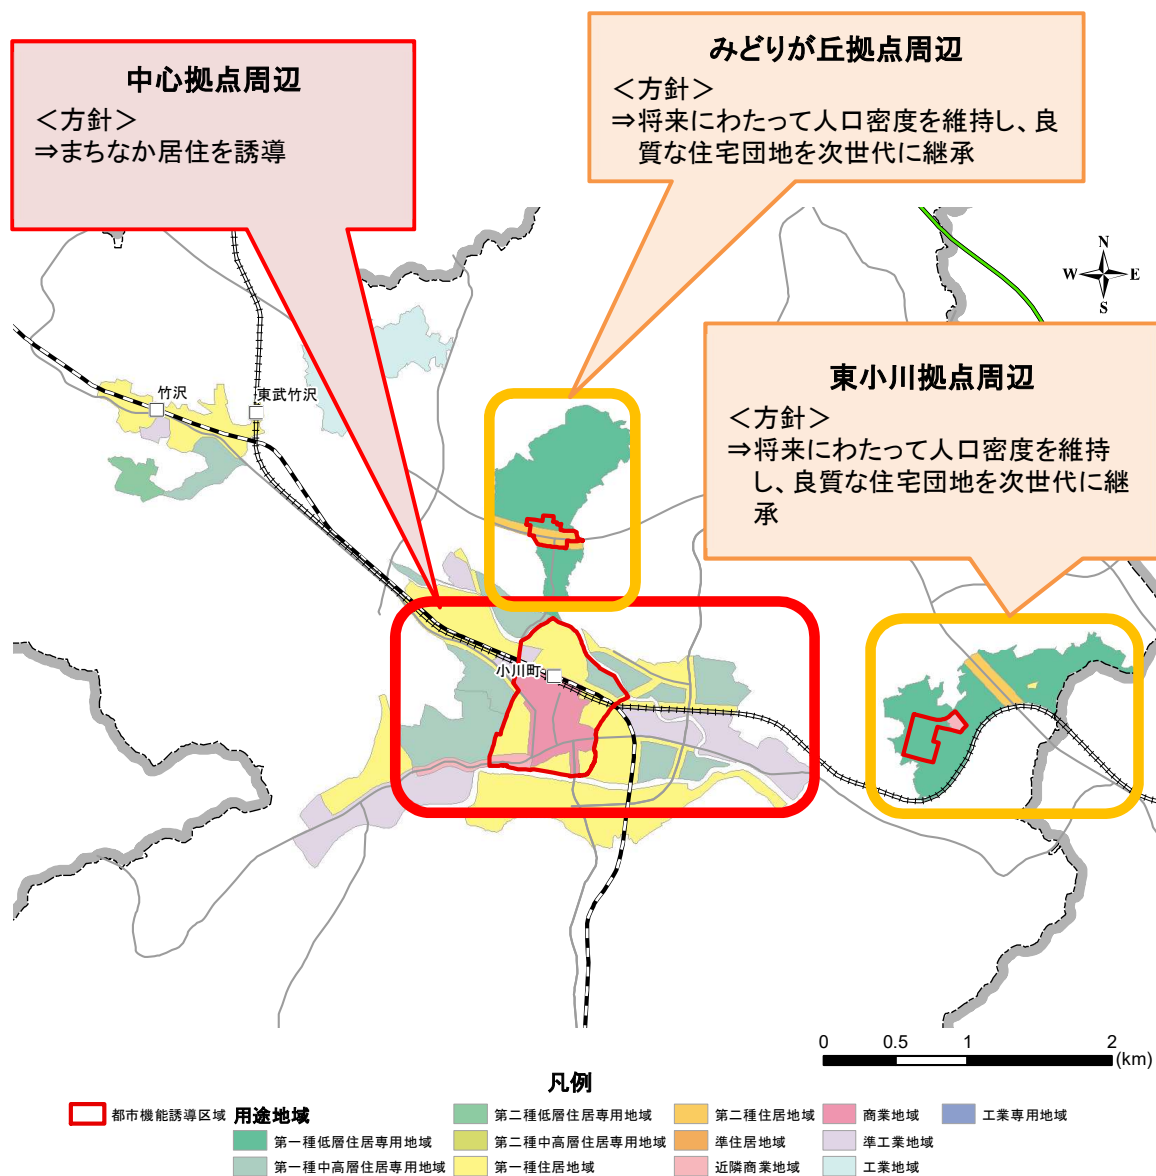 中心拠点周辺
＜方針＞
⇒まちなか居住を誘導
みどりが丘拠点周辺
＜方針＞
⇒将来にわたって人口密度を維持し、良
質な住宅団地を次世代に継承
東小川拠点周辺
＜方針＞
⇒将来にわたって人口密度を維持
し、良質な住宅団地を次世代に継
承
N
W E
S
竹沢
東武竹沢
小川町
0 0.5 1 2
(km)
凡例
都市機能誘導区域
用途地域
第一種低層住居専用地域
第一種中高層住居専用地域
第二種低層住居専用地域
第二種中高層住居専用地域
第一種住居地域
第二種住居地域
準住居地域
近隣商業地域
商業地域
準工業地域
工業地域
工業専用地域